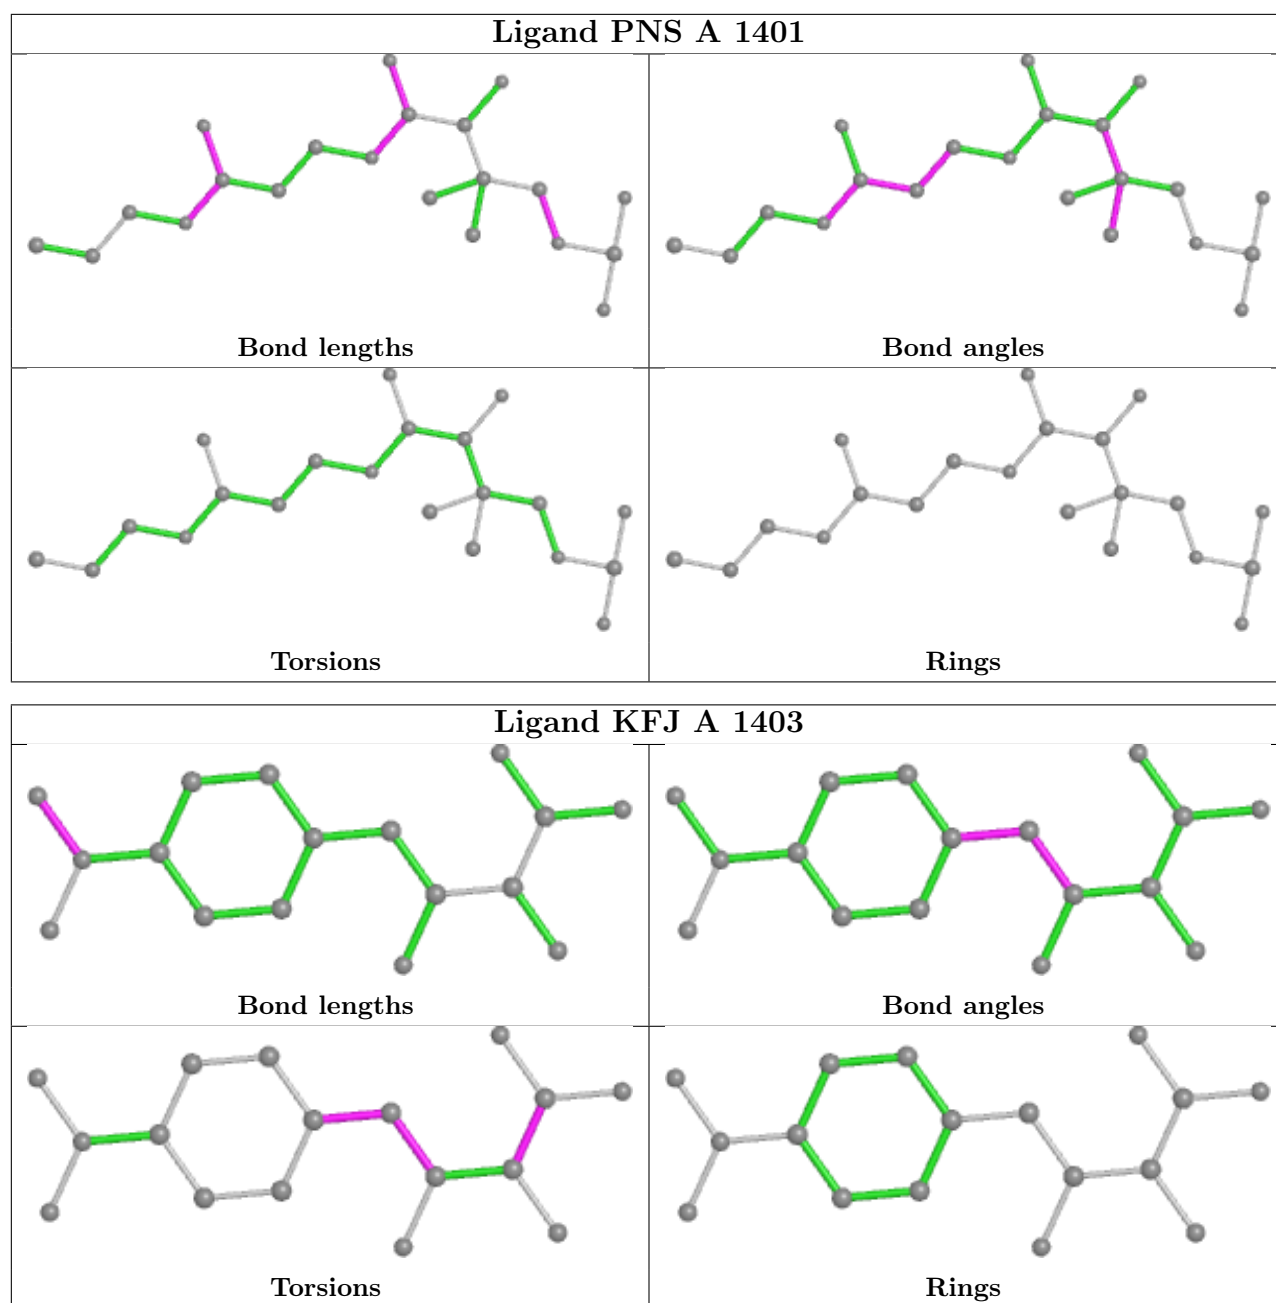 Ligand PNS A 1401
Bond lengths
Bond angles
Torsions
Rings
Ligand KFJ A 1403
Bond lengths
Bond angles
Torsions
Rings